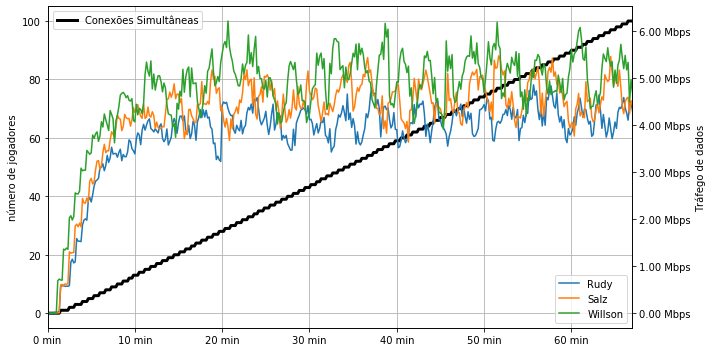 Conexões Simultâneas
número de jogadores
100
80
60
40
20
0
6.00 Mbps
5.00 Mbps
4.00 Mbps
3.00 Mbps
2.00 Mbps
1.00 Mbps
0.00 Mbps
Tráfego de dados
Rudy
Salz
Willson
0 min
10 min
20 min
30 min
40 min
50 min
60 min